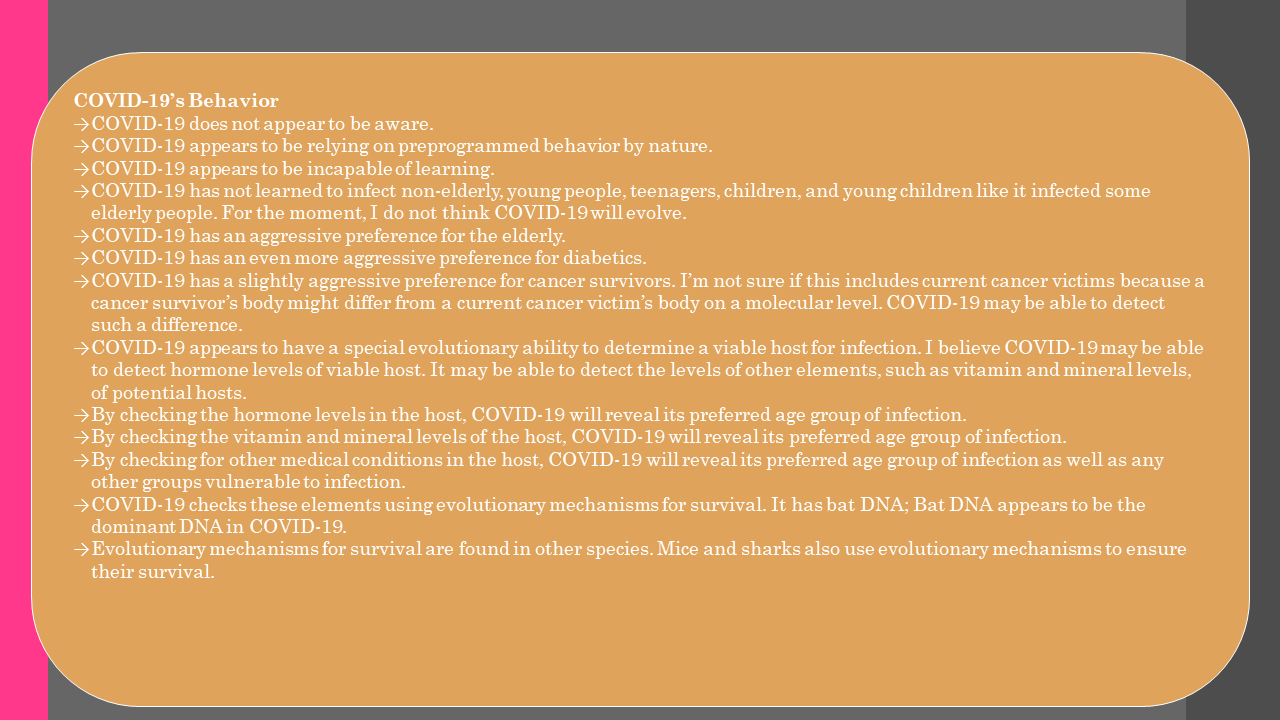 COVID-19’s Behavior
→COVID-19 does not appear to be aware.
→COVID-19 appears to be relying on preprogrammed behavior by nature.
→COVID-19 appears to be incapable of learning.
→COVID-19 has not learned to infect non-elderly, young people, teenagers, children, and young children like it infected some
elderly people. For the moment, I do not think COVID-19 will evolve.
→COVID-19 has an aggressive preference for the elderly.
→COVID-19 has an even more aggressive preference for diabetics.
→COVID-19 has a slightly aggressive preference for cancer survivors. I’m not sure if this includes current cancer victims because a
cancer survivor’s body might differ from a current cancer victim’s body on a molecular level. COVID-19 may be able to detect
such a difference.
→COVID-19 appears to have a special evolutionary ability to determine a viable host for infection. I believe COVID-19 may be able
to detect hormone levels of viable host. It may be able to detect the levels of other elements, such as vitamin and mineral levels,
of potential hosts.
→By checking the hormone levels in the host, COVID-19 will reveal its preferred age group of infection.
→By checking the vitamin and mineral levels of the host, COVID-19 will reveal its preferred age group of infection.
→By checking for other medical conditions in the host, COVID-19 will reveal its preferred age group of infection as well as any
other groups vulnerable to infection.
→COVID-19 checks these elements using evolutionary mechanisms for survival. It has bat DNA; Bat DNA appears to be the
dominant DNA in COVID-19.
→Evolutionary mechanisms for survival are found in other species. Mice and sharks also use evolutionary mechanisms to ensure
their survival.